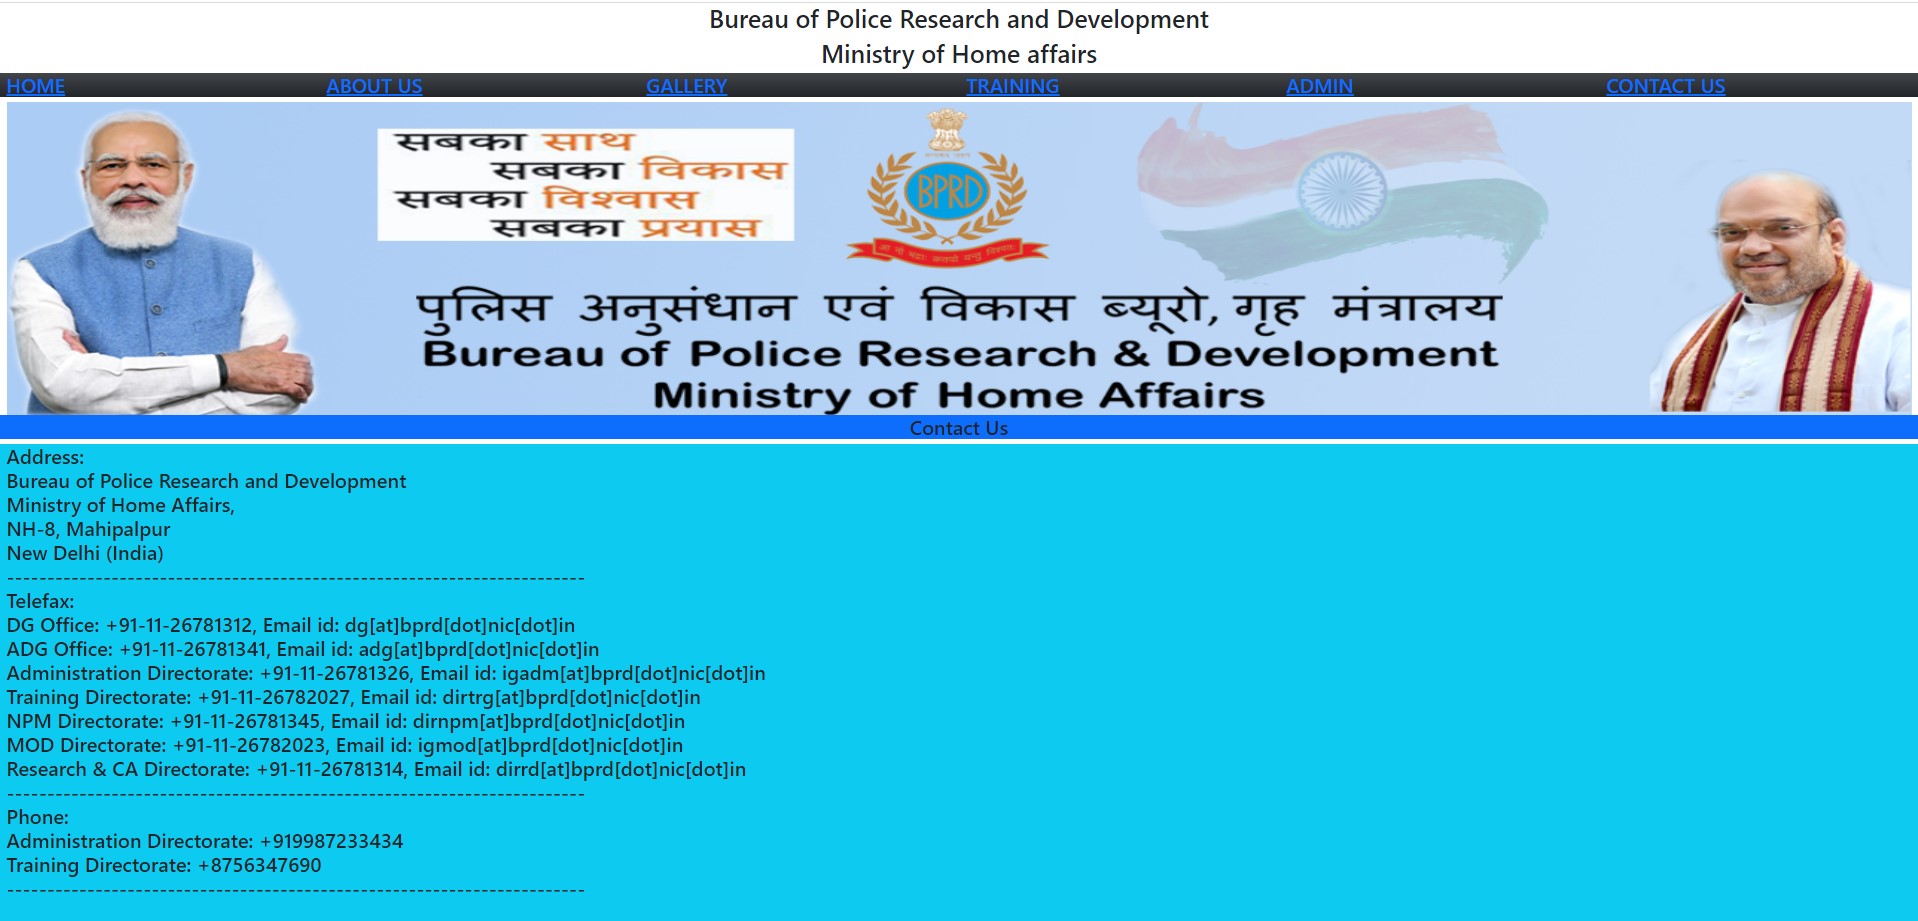 Bureau of Police Research and Development
Ministry of Home affairs
HOME ABOUT US GALLERY TRAINING ADMIN CONTACT US
सबका साथ
सबका विकास
सबका विश्वास
सबका प्रयास
BPRD
पुलिस अनुसंधान एवं विकास ब्यूरो, गृह मंत्रालय
Bureau of Police Research & Development
Ministry of Home Affairs
Contact Us
Address:
Bureau of Police Research and Development
Ministry of Home Affairs,
NH-8, Mahipalpur
New Delhi (India)
------------------------------------------------------------------------
Telefax:
DG Office: +91-11-26781312, Email id: dg[at]bprd[dot]nic[dot]in
ADG Office: +91-11-26781341, Email id: adg[at]bprd[dot]nic[dot]in
Administration Directorate: +91-11-26781326, Email id: igadm[at]bprd[dot]nic[dot]in
Training Directorate: +91-11-26782027, Email id: dirtrg[at]bprd[dot]nic[dot]in
NPM Directorate: +91-11-26781345, Email id: dirnpm[at]bprd[dot]nic[dot]in
MOD Directorate: +91-11-26782023, Email id: igmod[at]bprd[dot]nic[dot]in
Research & CA Directorate: +91-11-26781314, Email id: dirrd[at]bprd[dot]nic[dot]in
------------------------------------------------------------------------
Phone:
Administration Directorate: +919987233434
Training Directorate: +8756347690
------------------------------------------------------------------------